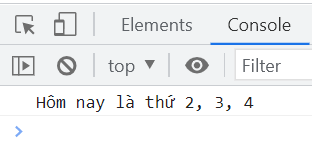 Elements Console
top Filter
Hôm nay là thứ 2, 3, 4